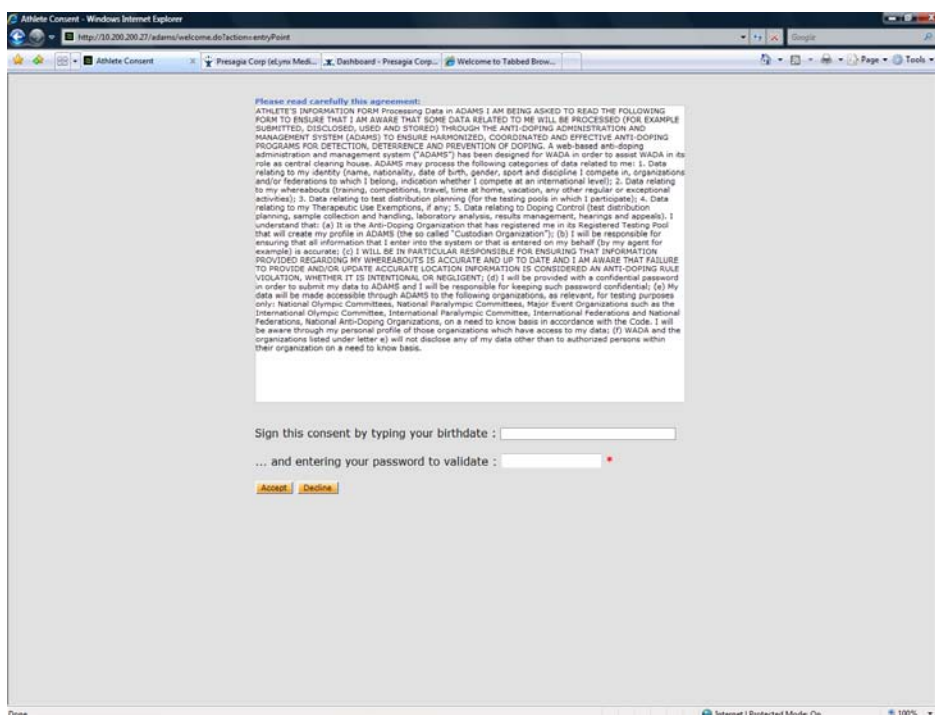 Athlete Consent - Windows Internet Explorer
http://10.200.200.27/adams/welcome.do?action=entryPoint
Google
Athlete Consent
Presagia Corp (eLynx Medi...
Dashboard - Presagia Corp...
Welcome to Tabbed Brow...
Page
Tools
Please read carefully this agreement:
ATHLETE'S INFORMATION FORM Processing Data in ADAMS I AM BEING ASKED TO READ THE FOLLOWING
FORM TO ENSURE THAT I AM AWARE THAT SOME DATA RELATED TO ME WILL BE PROCESSED (FOR EXAMPLE
SUBMITTED, DISCLOSED, USED AND STORED) THROUGH THE ANTI-DOPING ADMINISTRATION AND
MANAGEMENT SYSTEM (ADAMS) TO ENSURE HARMONIZED, COORDINATED AND EFFECTIVE ANTI-DOPING
PROGRAMS FOR DETECTION, DETERRENCE AND PREVENTION OF DOPING. A web-based anti-doping
administration and management system ("ADAMS") has been designed for WADA in order to assist WADA in its
role as central clearing house. ADAMS may process the following categories of data related to me: 1. Data
relating to my identity (name, nationality, date of birth, gender, sport and discipline I compete in, organizations
and/or federations to which I belong, indication whether I compete at an international level); 2. Data relating
to my whereabouts (training, competitions, travel, time at home, vacation, any other regular or exceptional
activities); 3. Data relating to test distribution planning (for the testing pools in which I participate); 4. Data
relating to my Therapeutic Use Exemptions, if any; 5. Data relating to Doping Control (test distribution
planning, sample collection and handling, laboratory analysis, results management, hearings and appeals). I
understand that: (a) It is the Anti-Doping Organization that has registered me in its Registered Testing Pool
that will create my profile in ADAMS (the so called "Custodian Organization"); (b) I will be responsible for
ensuring that all information that I enter into the system or that is entered on my behalf (by my agent for
example) is accurate; (c) I WILL BE IN PARTICULAR RESPONSIBLE FOR ENSURING THAT INFORMATION
PROVIDED REGARDING MY WHEREABOUTS IS ACCURATE AND UP TO DATE AND I AM AWARE THAT FAILURE
TO PROVIDE AND/OR UPDATE ACCURATE LOCATION INFORMATION IS CONSIDERED AN ANTI-DOPING RULE
VIOLATION, WHETHER IT IS INTENTIONAL OR NEGLIGENT; (d) I will be provided with a confidential password
in order to submit my data to ADAMS and I will be responsible for keeping such password confidential; (e) My
data will be made accessible through ADAMS to the following organizations, as relevant, for testing purposes
only: National Olympic Committees, National Paralympic Committees, Major Event Organizations such as the
International Olympic Committee, International Paralympic Committee, International Federations and National
Federations, National Anti-Doping Organizations, on a need to know basis in accordance with the Code. I will
be aware through my personal profile of those organizations which have access to my data; (f) WADA and the
organizations listed under letter e) will not disclose any of my data other than to authorized persons within
their organization on a need to know basis.
Sign this consent by typing your birthdate :
... and entering your password to validate : *
Accept Decline
Done
Internet | Protected Mode: On
100%